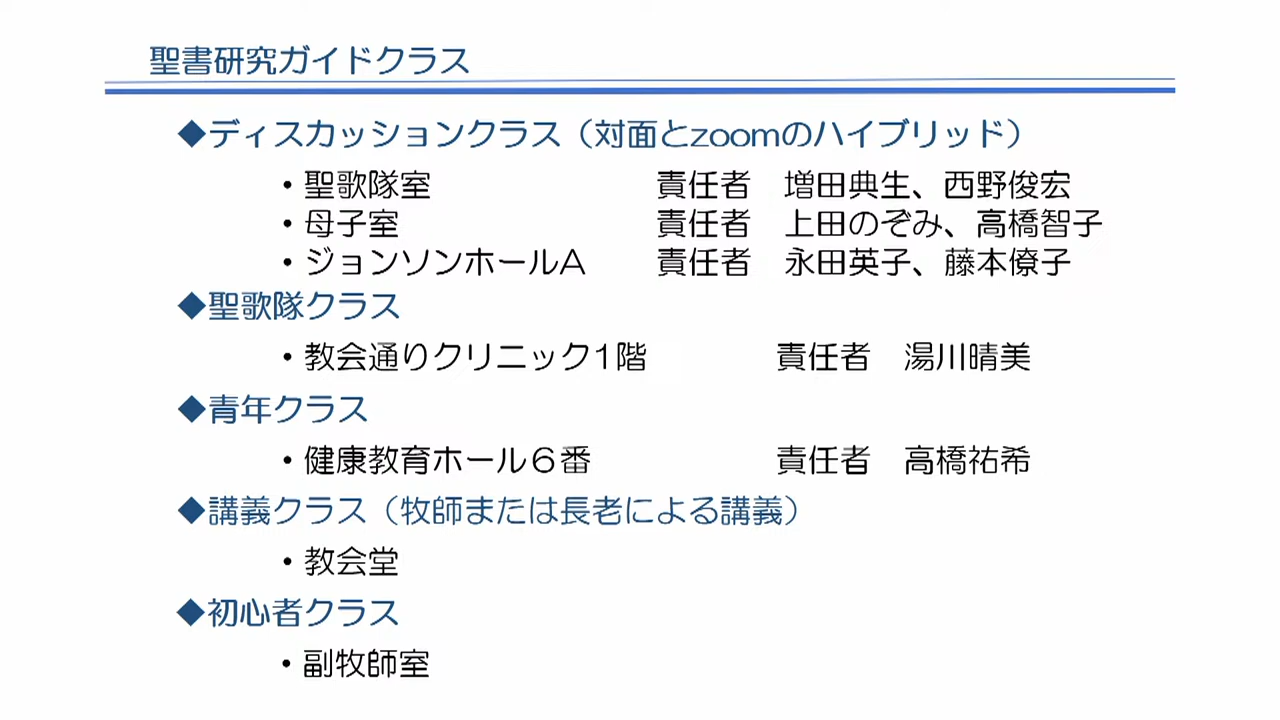 聖書研究ガイドクラス
◆ディスカッションクラス（対面とzoomのハイブリッド）
・聖歌隊室　責任者　増田典生、西野俊宏
・母子室　責任者　上田のぞみ、高橋智子
・ジョンソンホールA　責任者　永田英子、藤本僚子
◆聖歌隊クラス
・教会通りクリニック1階　責任者　湯川晴美
◆青年クラス
・健康教育ホール６番　責任者　高橋祐希
◆講義クラス（牧師または長老による講義）
・教会堂
◆初心者クラス
・副牧師室